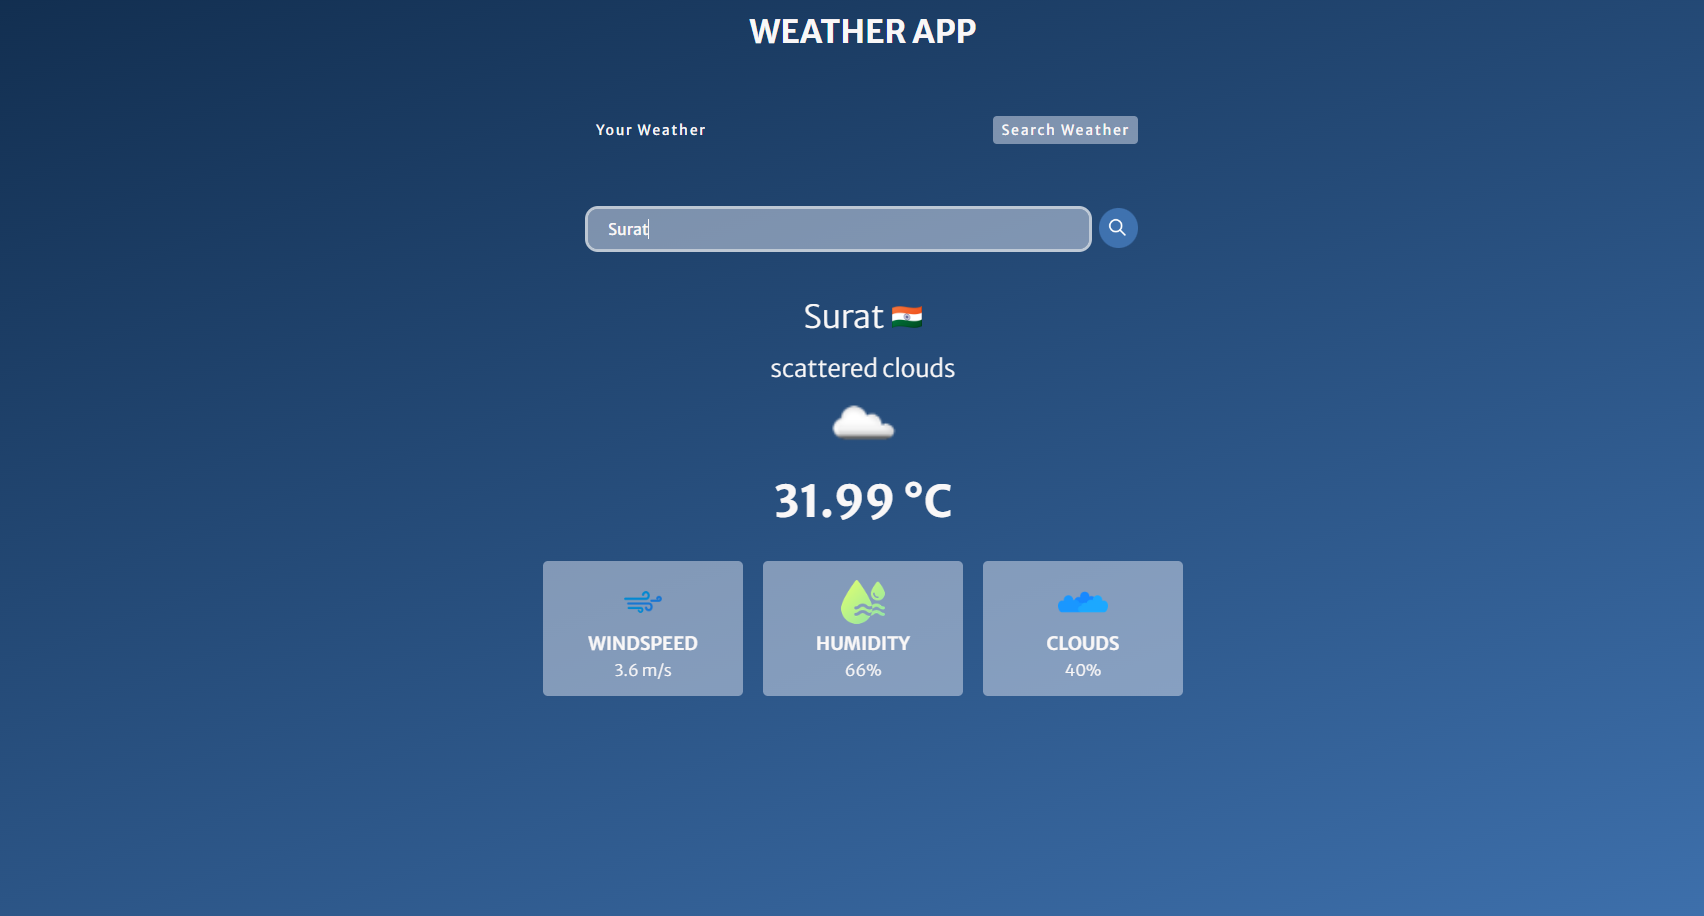 WEATHER APP
Your Weather
Search Weather
Surat
Surat
scattered clouds
31.99 °C
WINDSPEED
3.6 m/s
HUMIDITY
66%
CLOUDS
40%